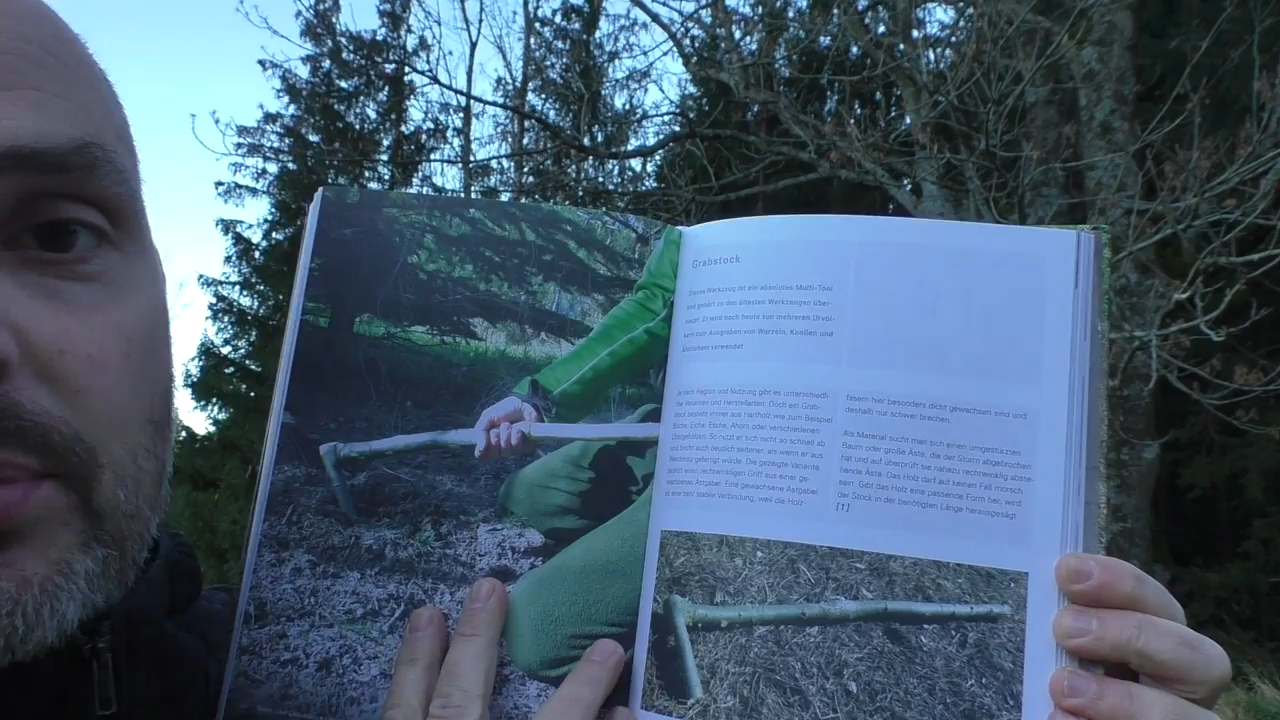 Grabstock
Dieses Werkzeug ist ein absolutes Multi-Tool
und gehört zu den ältesten Werkzeugen über-
haupt. Er wird noch heute von mehreren Urvöl-
kern zum Ausgraben von Wurzeln, Knollen und
Ähnlichem verwendet.
Je nach Region und Nutzung gibt es unterschiedli-
che Varianten und Herstellarten. Doch ein Grab-
stock besteht immer aus Hartholz wie zum Beispiel
Buche, Eiche, Esche, Ahorn oder verschiedenen
Obstgehölzen. So nutzt er sich nicht so schnell ab
und bricht auch deutlich seltener, als wenn er aus
Weichholz gefertigt würde. Die gezeigte Variante
besitzt einen rechtwinkligen Griff aus einer ge-
wachsenen Astgabel. Eine gewachsene Astgabel
ist eine sehr stabile Verbindung, weil die Holz-
fasern hier besonders dicht gewachsen sind und
deshalb nur schwer brechen.
Als Material sucht man sich einen umgestürzten
Baum oder große Äste, die der Sturm abgebrochen
hat und auf überprüft sie nahezu rechtwinklig abste-
hende Äste. Das Holz darf auf keinen Fall morsch
sein. Gibt das Holz eine passende Form her, wird
der Stock in der benötigten Länge herausgesägt
[1]